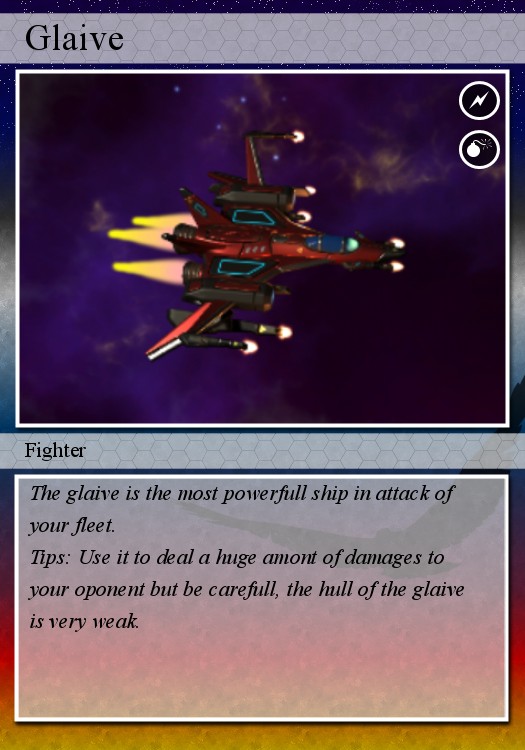 Glaive
Fighter
The glaive is the most powerfull ship in attack of
your fleet.
Tips: Use it to deal a huge amont of damages to
your oponent but be carefull, the hull of the glaive
is very weak.